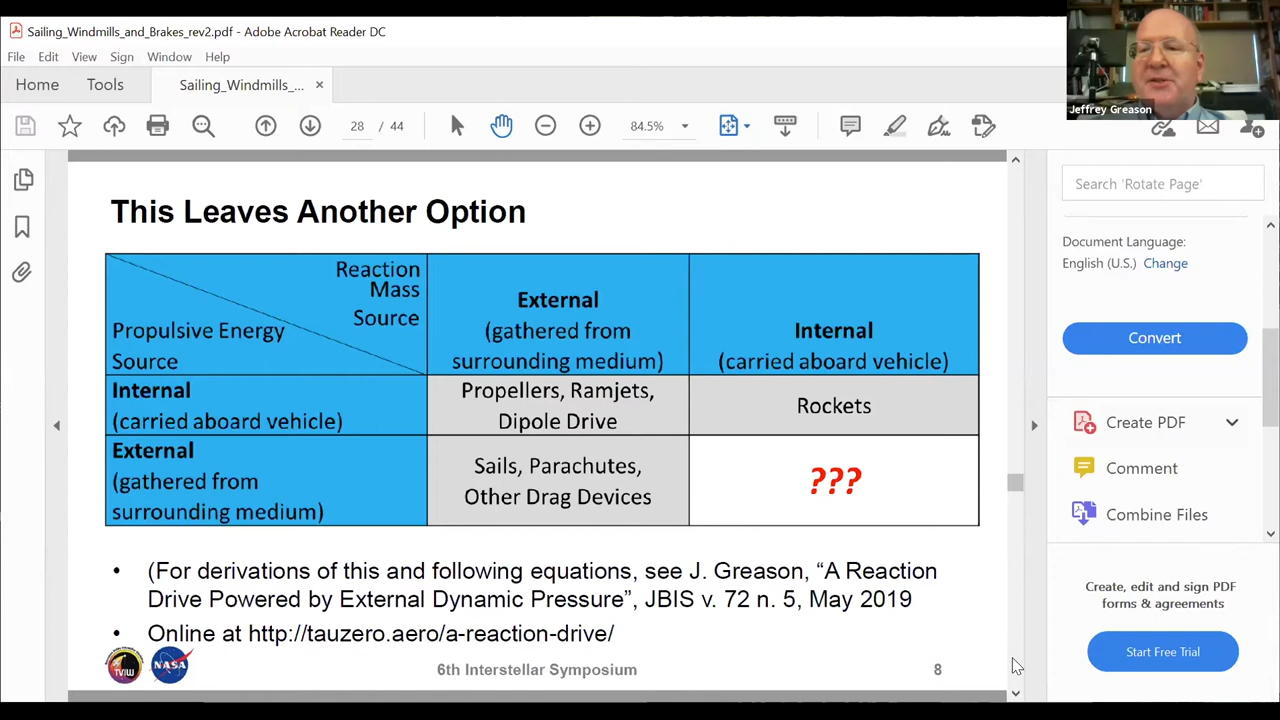 Sailing_Windmills_and_Brakes_rev2.pdf - Adobe Acrobat Reader DC
File Edit View Window Help
Home Tools Sailing_Windmills_... ×
28 / 44 84.5%
Jeffrey Greason
This Leaves Another Option
Reaction
Mass
Source
Propulsive Energy
Source
External
(gathered from
surrounding medium)
Internal
(carried aboard vehicle)
Internal
(carried aboard vehicle)
Propellers, Ramjets,
Dipole Drive
Rockets
External
(gathered from
surrounding medium)
Sails, Parachutes,
Other Drag Devices
???
• (For derivations of this and following equations, see J. Greason, “A Reaction
Drive Powered by External Dynamic Pressure”, JBIS v. 72 n. 5, May 2019
• Online at http://tauzero.aero/a-reaction-drive/
TVIW NASA 6th Interstellar Symposium 8
Search 'Rotate Page'
Document Language:
English (U.S.) Change
Convert
Create PDF
Comment
Combine Files
Create, edit and sign PDF
forms & agreements
Start Free Trial